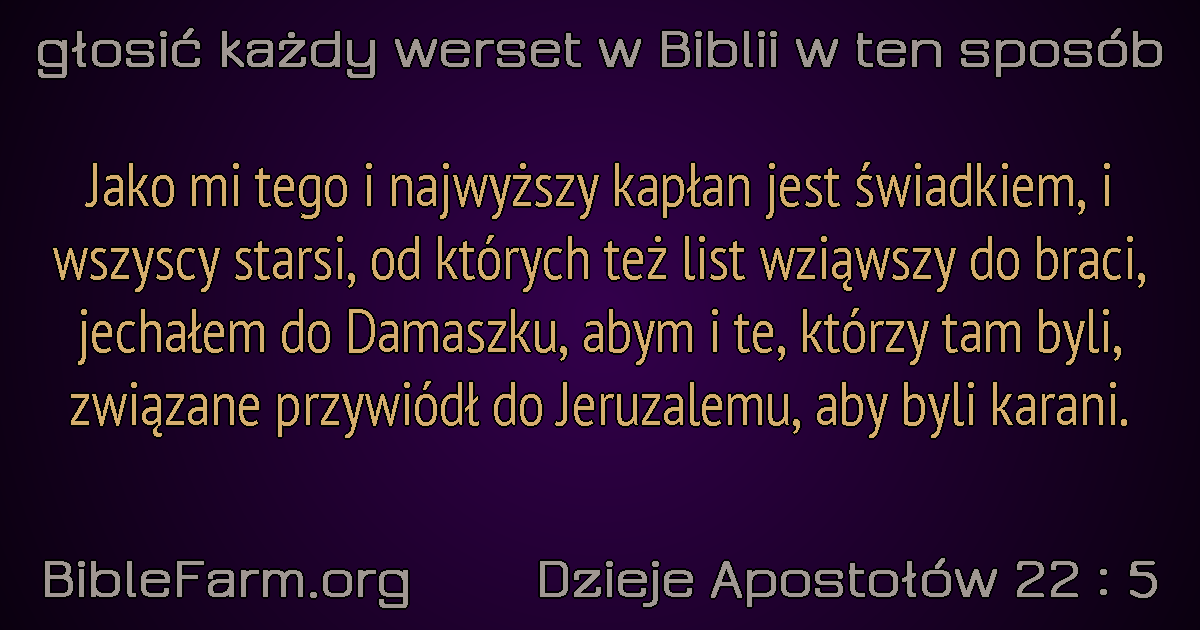 głosić każdy werset w Biblii w ten sposób
Jako mi tego i najwyższy kapłan jest świadkiem, i
wszyscy starsi, od których też list wziąwszy do braci,
jechałem do Damaszku, abym i te, którzy tam byli,
związane przywiódł do Jeruzalemu, aby byli karani.
BibleFarm.org
Dzieje Apostołów 22 : 5